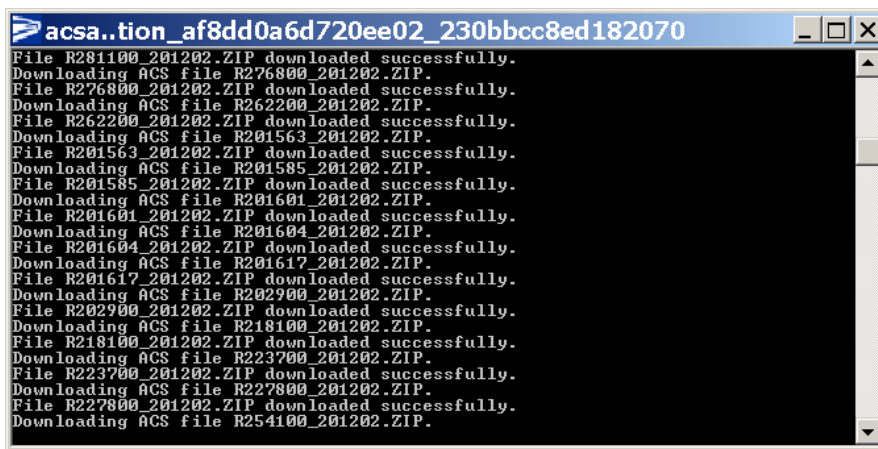 acsa..tion_af8dd0a6d720ee02_230bbcc8ed182070
File R281100_201202.ZIP downloaded successfully.
Downloading ACS file R276800_201202.ZIP.
File R276800_201202.ZIP downloaded successfully.
Downloading ACS file R262200_201202.ZIP.
File R262200_201202.ZIP downloaded successfully.
Downloading ACS file R201563_201202.ZIP.
File R201563_201202.ZIP downloaded successfully.
Downloading ACS file R201585_201202.ZIP.
File R201585_201202.ZIP downloaded successfully.
Downloading ACS file R201601_201202.ZIP.
File R201601_201202.ZIP downloaded successfully.
Downloading ACS file R201604_201202.ZIP.
File R201604_201202.ZIP downloaded successfully.
Downloading ACS file R201617_201202.ZIP.
File R201617_201202.ZIP downloaded successfully.
Downloading ACS file R202900_201202.ZIP.
File R202900_201202.ZIP downloaded successfully.
Downloading ACS file R218100_201202.ZIP.
File R218100_201202.ZIP downloaded successfully.
Downloading ACS file R223700_201202.ZIP.
File R223700_201202.ZIP downloaded successfully.
Downloading ACS file R227800_201202.ZIP.
File R227800_201202.ZIP downloaded successfully.
Downloading ACS file R254100_201202.ZIP.